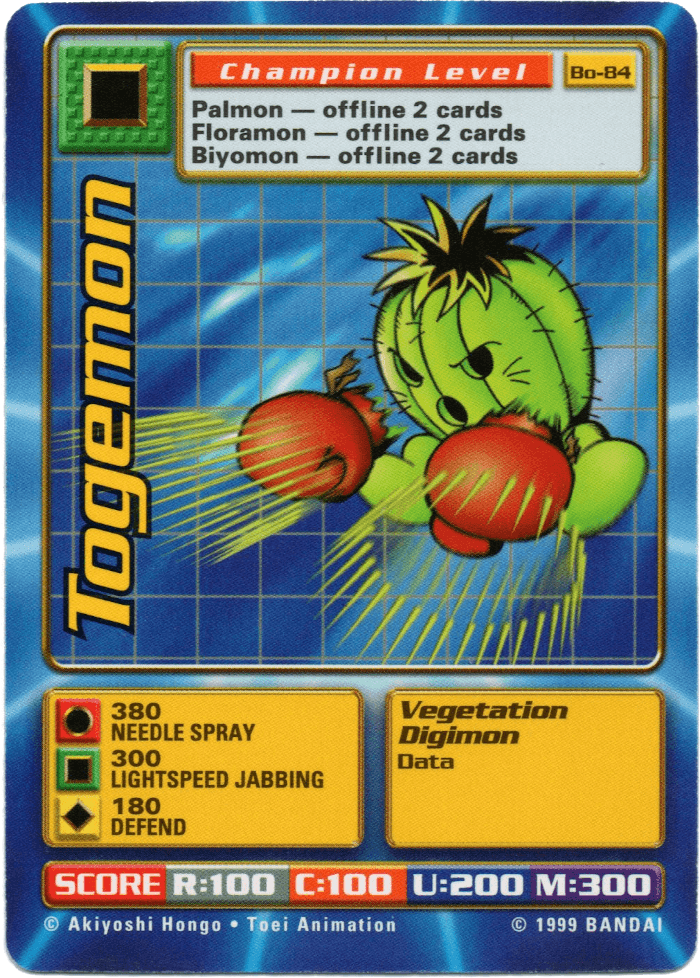 Champion Level
Bo-84
Palmon — offline 2 cards
Floramon — offline 2 cards
Biyomon — offline 2 cards
Togemon
380
NEEDLE SPRAY
300
LIGHTSPEED JABBING
180
DEFEND
Vegetation
Digimon
Data
SCORE R:100 C:100 U:200 M:300
© Akiyoshi Hongo • Toei Animation
© 1999 BANDAI